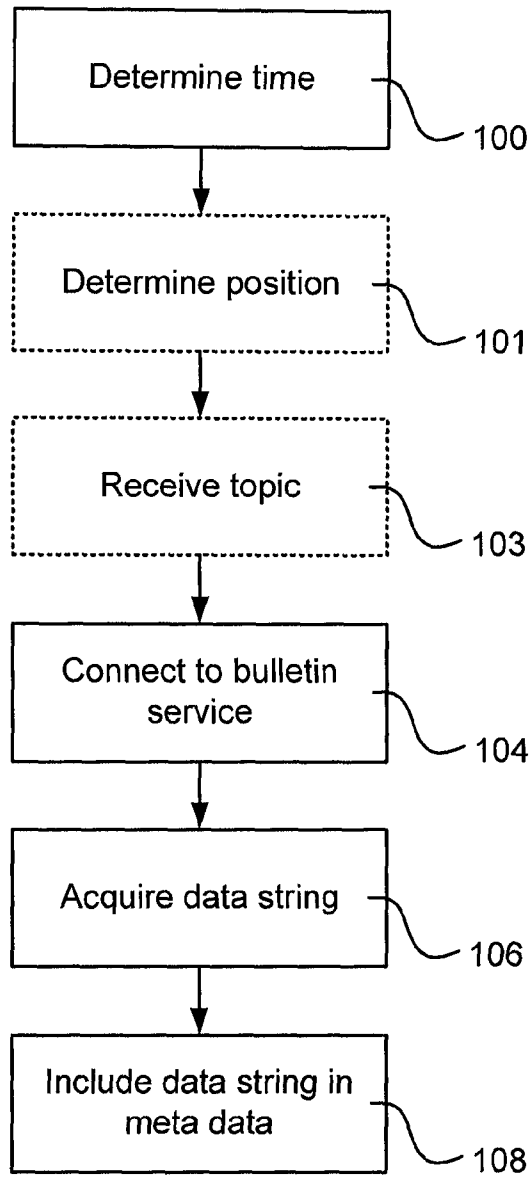 Determine time
100
Determine position
101
Receive topic
103
Connect to bulletin
service
104
Acquire data string
106
Include data string in
meta data
108